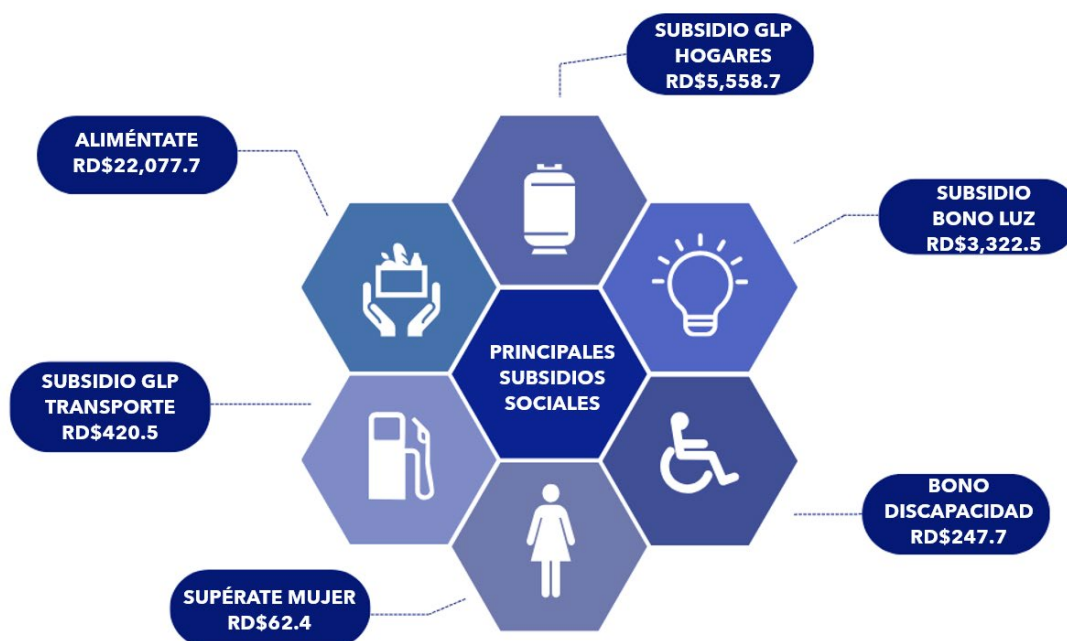 SUBSIDIO GLP
HOGARES
RD$5,558.7
ALIMÉNTATE
RD$22,077.7
SUBSIDIO
BONO LUZ
RD$3,322.5
PRINCIPALES
SUBSIDIOS
SOCIALES
SUBSIDIO GLP
TRANSPORTE
RD$420.5
BONO
DISCAPACIDAD
RD$247.7
SUPÉRATE MUJER
RD$62.4